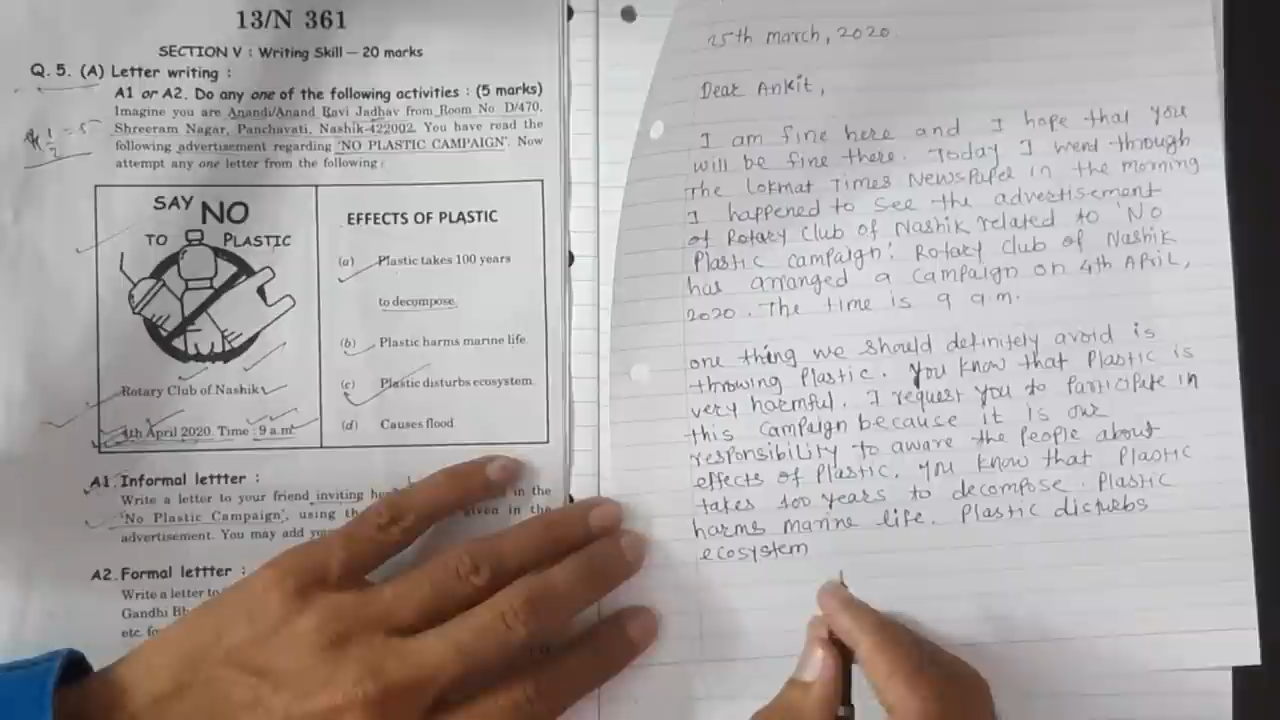 13/N 361
SECTION V : Writing Skill — 20 marks
Q. 5. (A) Letter writing :
A1 or A2. Do any one of the following activities : (5 marks)
Imagine you are Anandi/Anand Ravi Jadhav from Room No. D/470,
Shreeram Nagar, Panchavati, Nashik-422002. You have read the
following advertisement regarding 'NO PLASTIC CAMPAIGN'. Now
attempt any one letter from the following :
SAY NO
TO PLASTIC
Rotary Club of Nashik
4th April 2020. Time : 9 a.m.
EFFECTS OF PLASTIC
(a) Plastic takes 100 years
to decompose.
(b) Plastic harms marine life.
(c) Plastic disturbs ecosystem.
(d) Causes flood.
A1. Informal lettter :
Write a letter to your friend inviting in the
'No Plastic Campaign', using given in the
advertisement. You may add
A2. Formal lettter :
Write a letter to
Gandhi
etc.
25th march, 2020.
Dear Ankit,
I am fine here and I hope that you
will be fine there. Today I went through
The Lokmat Times Newspaper in the morning
I happened to see the advertisement
of Rotary Club of Nashik related to 'No
Plastic campaign'. Rotary club of Nashik
has arranged a campaign on 4th April,
2020. The time is 9 a.m.
one thing we should definitely avoid is
throwing Plastic. You know that Plastic is
very harmful. I request you to Participate in
this campaign because it is our
responsibility to aware the people about
effects of Plastic. You know that Plastic
takes 100 years to decompose. Plastic
harms marine life. Plastic disturbs
ecosystem